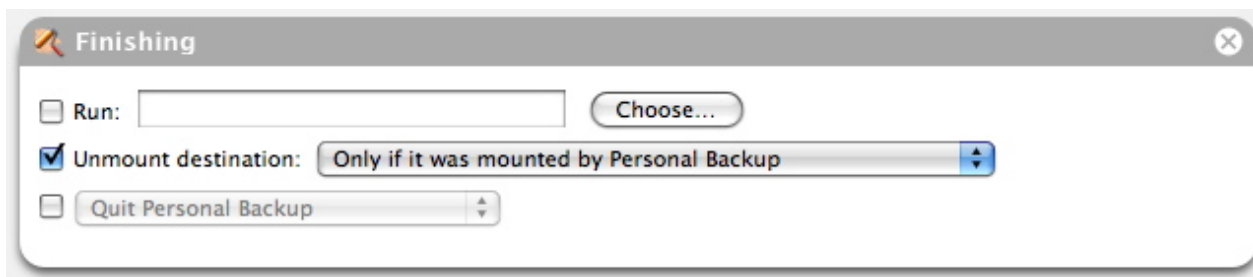 Finishing
Run: Choose...
Unmount destination: Only if it was mounted by Personal Backup
Quit Personal Backup